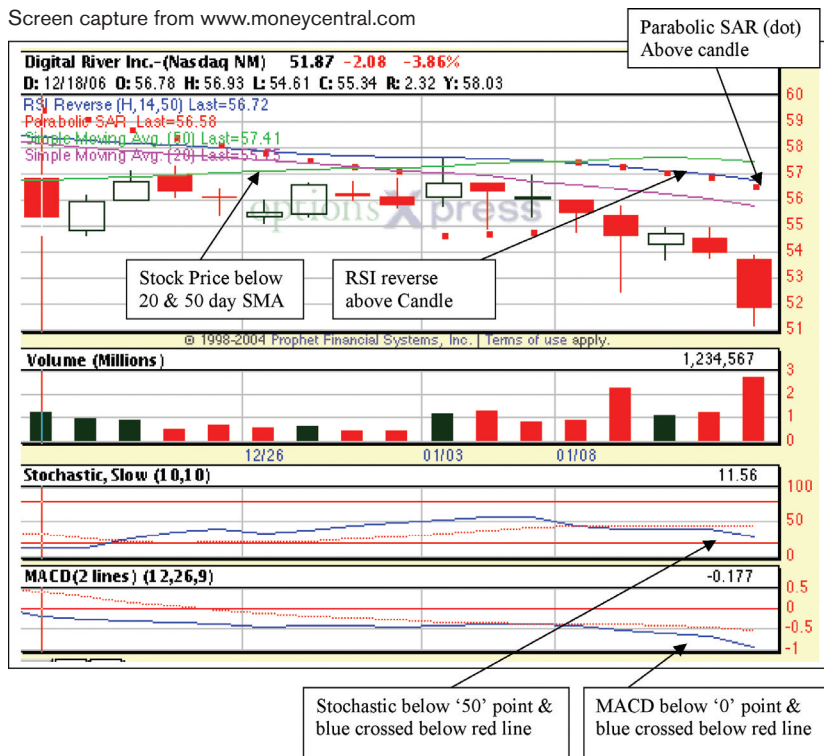 Screen capture from www.moneycentral.com
Parabolic SAR (dot)
Above candle
Digital River Inc.-(Nasdaq NM) 51.87 -2.08 -3.86%
D: 12/18/06 O: 56.78 H: 56.93 L: 54.61 C: 55.34 R: 2.32 Y: 58.03
RSI Reverse (H,14,50) Last=56.72
Parabolic SAR Last=56.58
Simple Moving Avg. (50) Last=57.41
Simple Moving Avg. (20) Last=
60
59
58
57
56
55
54
53
52
51
optionsXpress
Stock Price below
20 & 50 day SMA
RSI reverse
above Candle
© 1998-2004 Prophet Financial Systems, Inc. | Terms of use apply.
Volume (Millions) 1,234,567
3
2
1
0
12/26 01/03 01/08
Stochastic, Slow (10,10) 11.56
100
50
0
MACD(2 lines) (12,26,9) -0.177
0.5
0
-0.5
-1
Stochastic below ‘50’ point &
blue crossed below red line
MACD below ‘0’ point &
blue crossed below red line